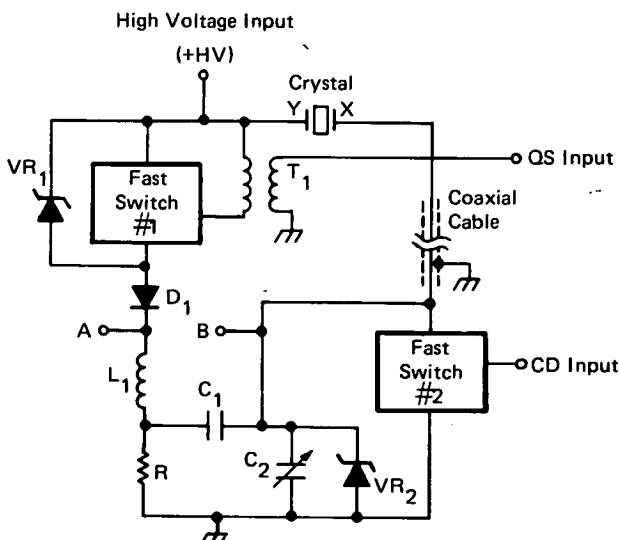 High Voltage Input
(+HV)
Crystal
Y X
VR1
Fast
Switch
#1
T1
QS Input
Coaxial
Cable
D1
A
B
L1
C1
Fast
Switch
#2
CD Input
R
C2
VR2